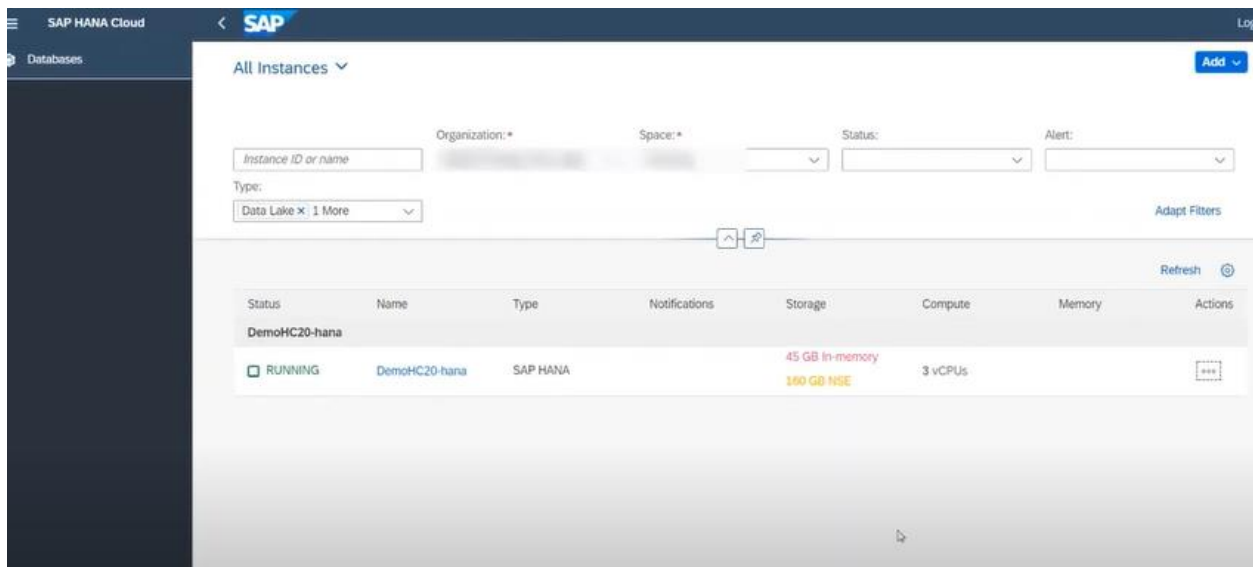 SAP HANA Cloud
SAP
Databases
All Instances
Add
Organization:*
Space:*
Status:
Alert:
Instance ID or name
Type:
Data Lake × 1 More
Adapt Filters
Refresh
Status Name Type Notifications Storage Compute Memory Actions
DemoHC20-hana
RUNNING DemoHC20-hana SAP HANA 45 GB In-memory 3 vCPUs
160 GB NSE